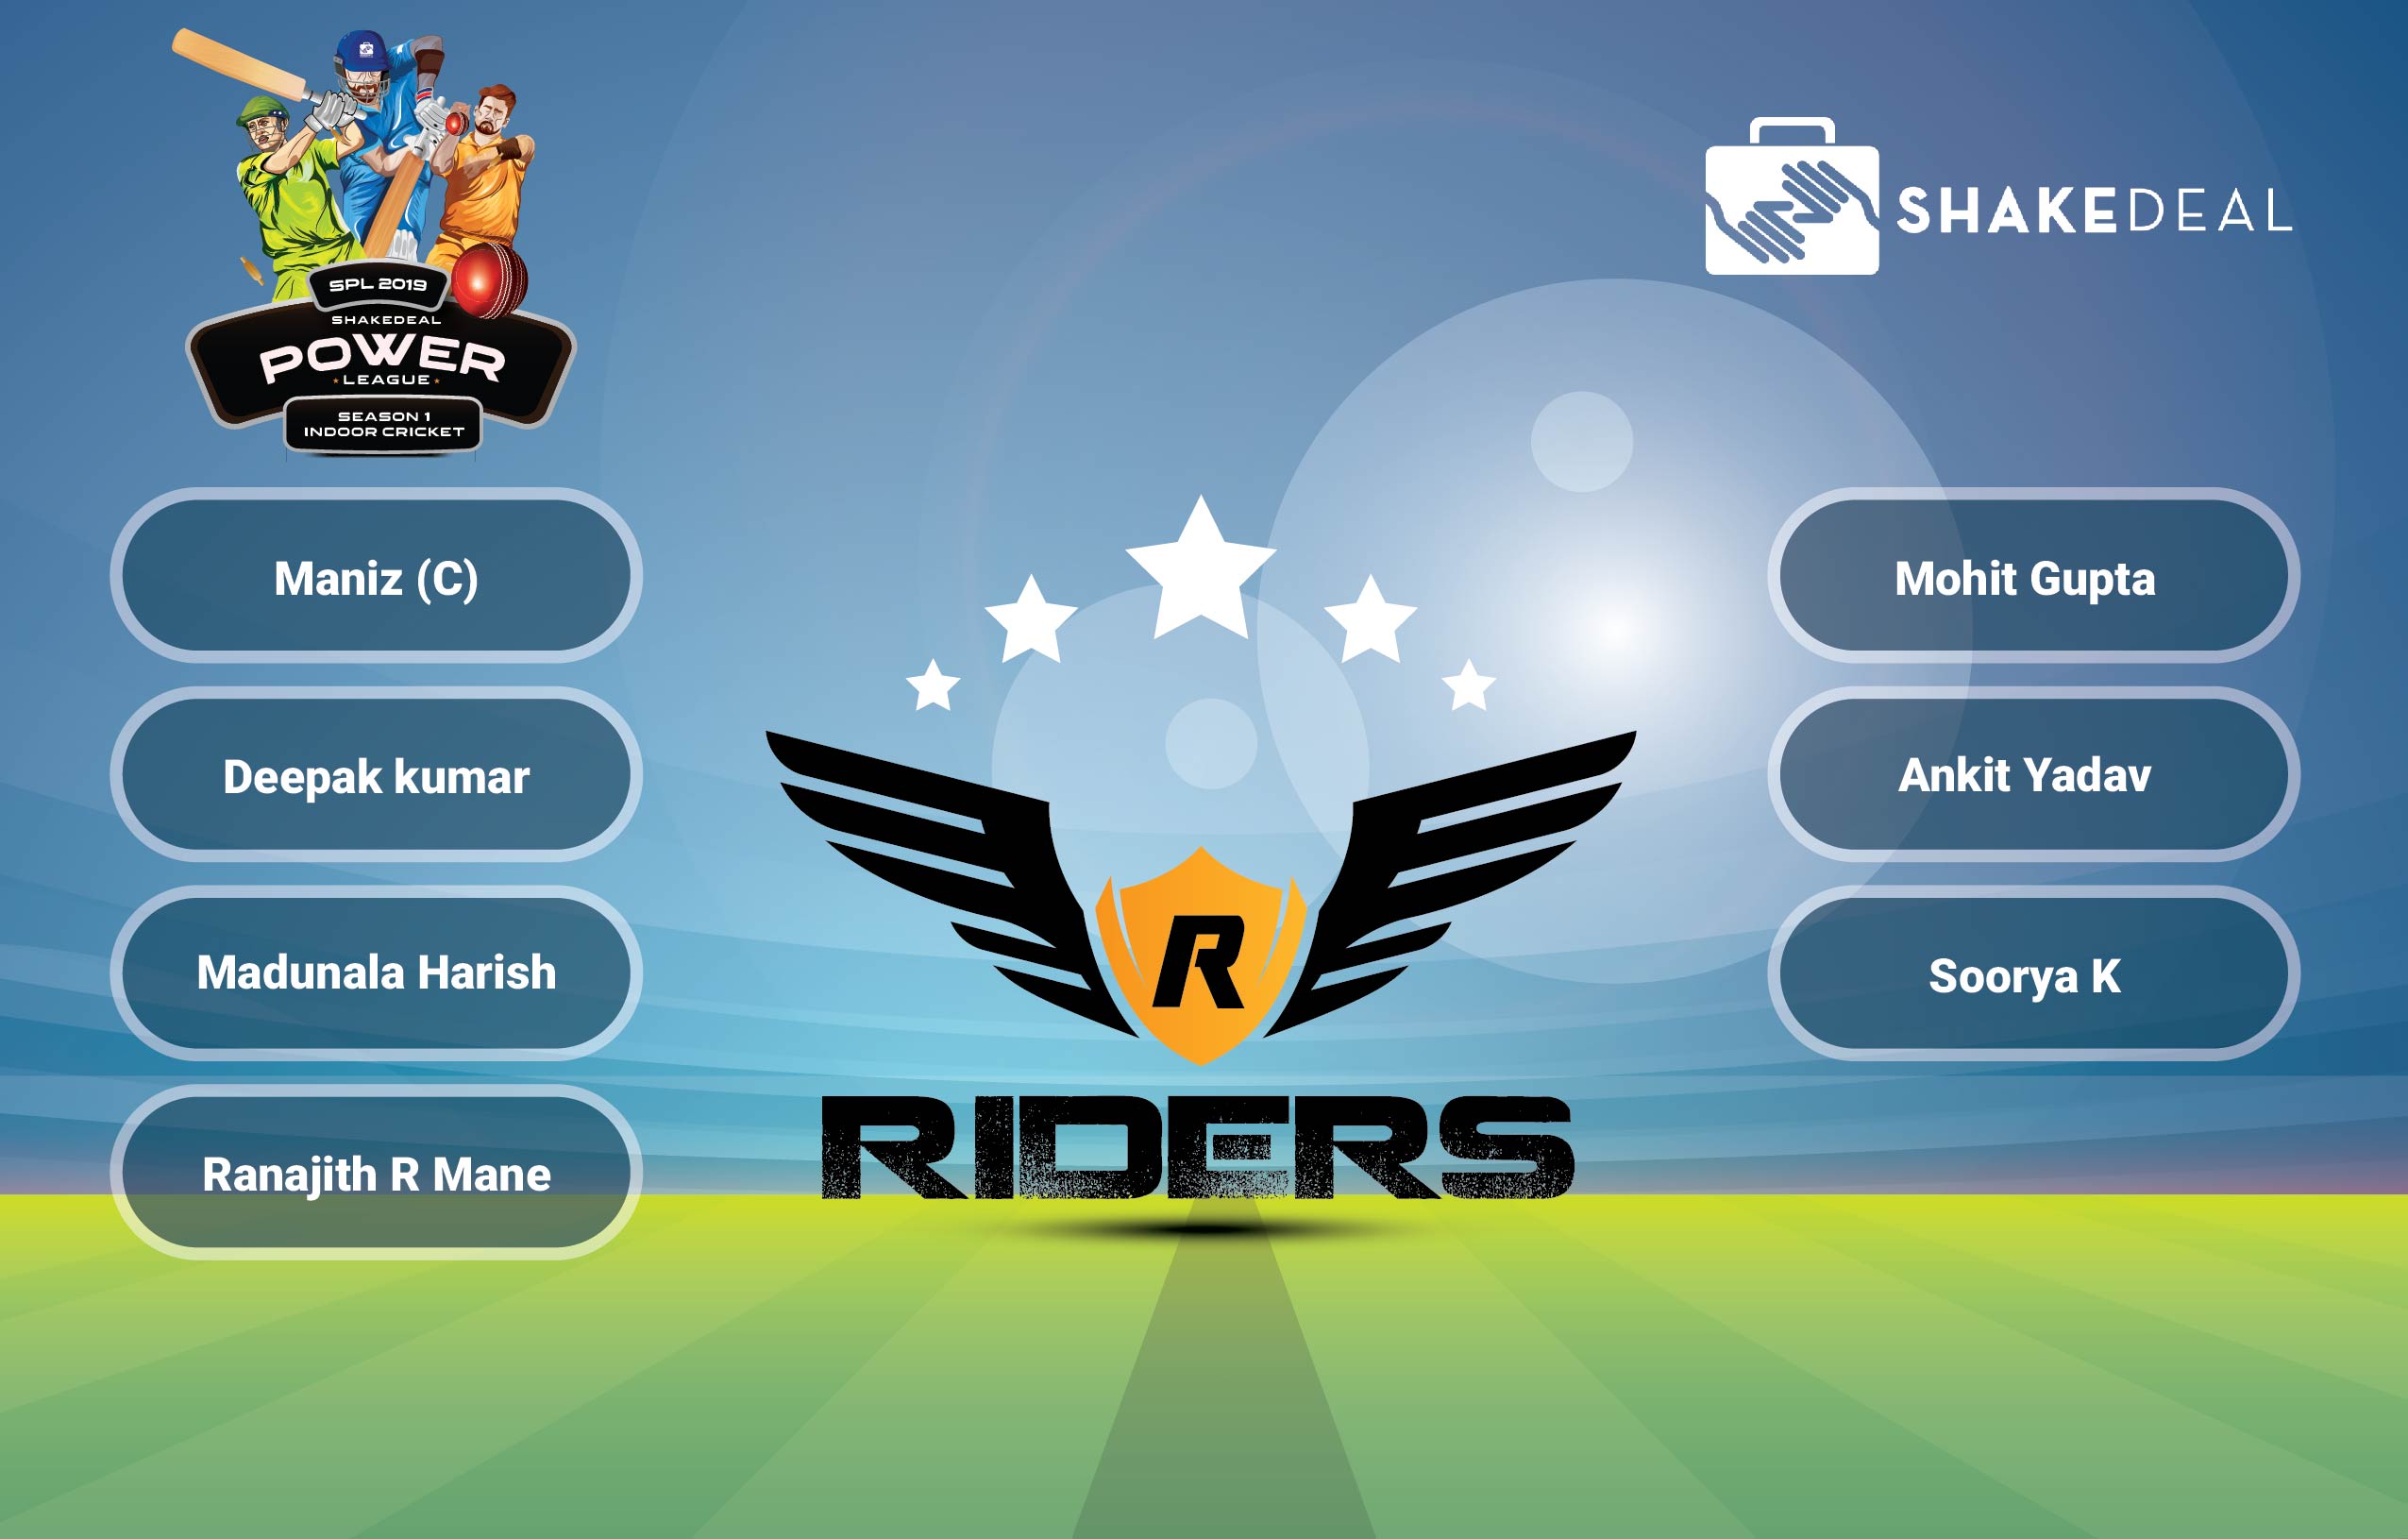 SPL 2019
SHAKEDEAL
POWER
LEAGUE
SEASON 1
INDOOR CRICKET
SHAKEDEAL
Maniz (C)
Deepak kumar
Madunala Harish
Ranajith R Mane
R
RIDERS
Mohit Gupta
Ankit Yadav
Soorya K